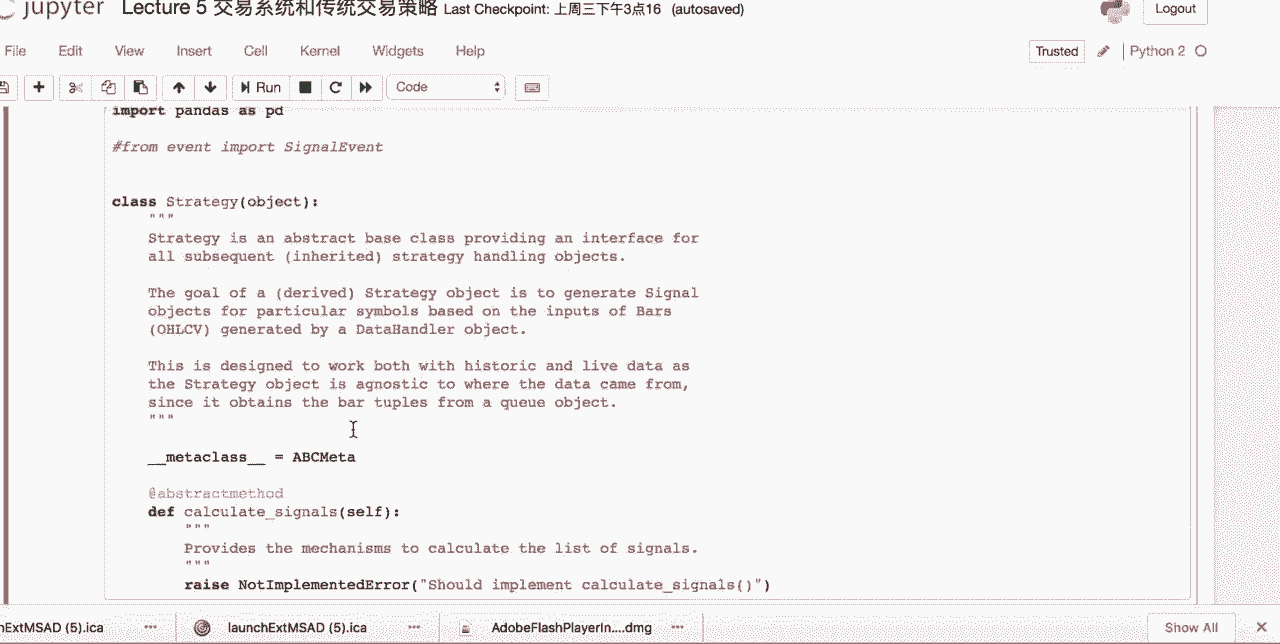 jupyter Lecture 5 交易系统和传统交易策略 Last Checkpoint: 上周三下午3点16 (autosaved) Logout
File Edit View Insert Cell Kernel Widgets Help Trusted Python 2
Run Code
import pandas as pd
#from event import SignalEvent
class Strategy(object):
"""
Strategy is an abstract base class providing an interface for
all subsequent (inherited) strategy handling objects.
The goal of a (derived) Strategy object is to generate Signal
objects for particular symbols based on the inputs of Bars
(OHLCV) generated by a DataHandler object.
This is designed to work both with historic and live data as
the Strategy object is agnostic to where the data came from,
since it obtains the bar tuples from a queue object.
"""
__metaclass__ = ABCMeta
@abstractmethod
def calculate_signals(self):
"""
Provides the mechanisms to calculate the list of signals.
"""
raise NotImplementedError("Should implement calculate_signals()")
hExtMSAD (5).ica launchExtMSAD (5).ica AdobeFlashPlayerIn....dmg Show All